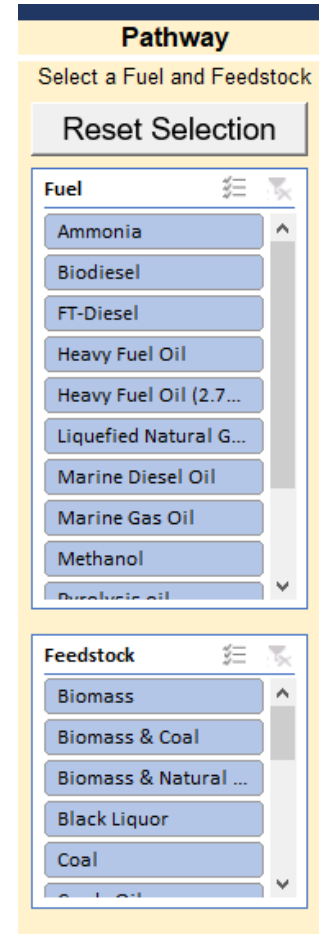 Pathway
Select a Fuel and Feedstock
Reset Selection
Fuel
Ammonia
Biodiesel
FT-Diesel
Heavy Fuel Oil
Heavy Fuel Oil (2.7...
Liquefied Natural G...
Marine Diesel Oil
Marine Gas Oil
Methanol
Pyrolysis oil
Feedstock
Biomass
Biomass & Coal
Biomass & Natural ...
Black Liquor
Coal